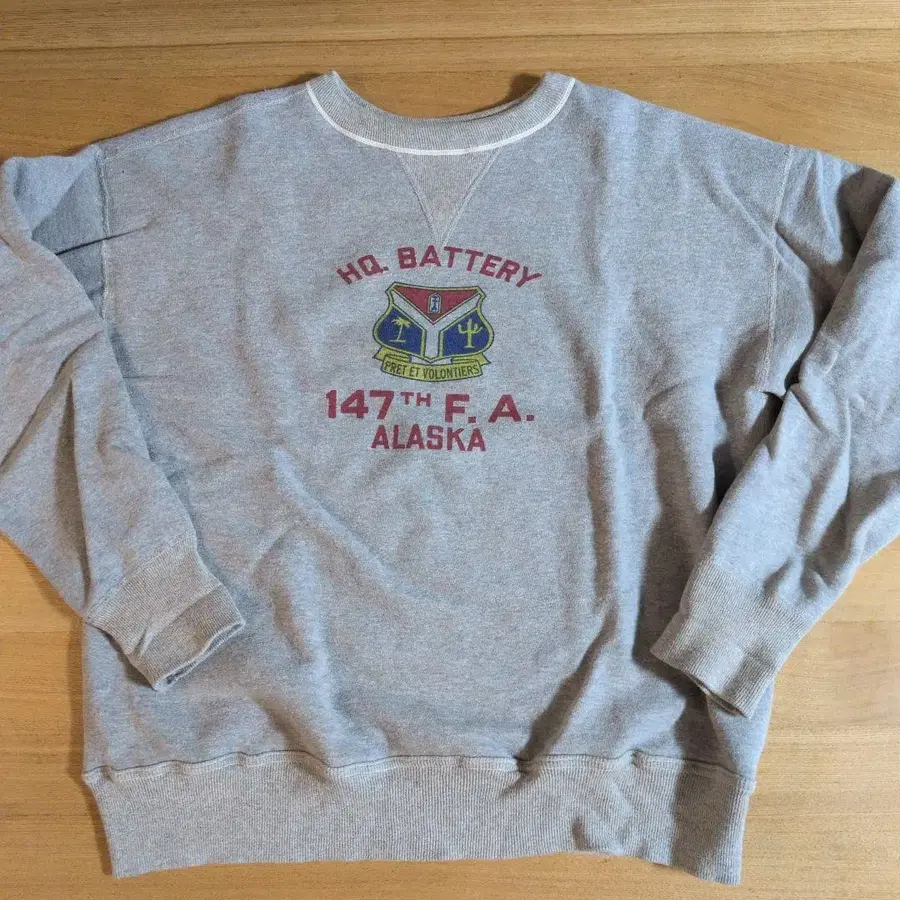 HQ. BATTERY
PRET ET VOLONTIERS
147TH F. A.
ALASKA